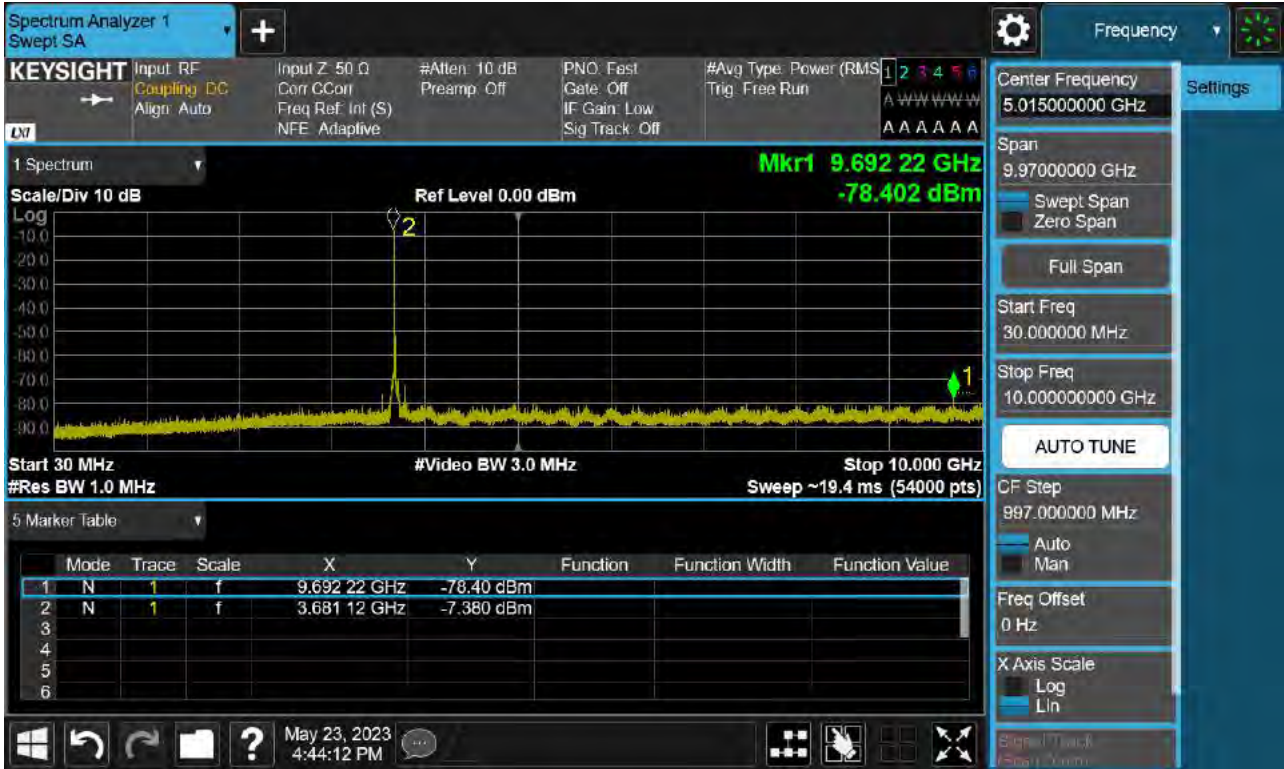 Spectrum Analyzer 1
Swept SA
Frequency
KEYSIGHT
Input: RF
Coupling: DC
Align: Auto
Input Z: 50 Ω
Corr CCorr
Freq Ref: Int (S)
NFE: Adaptive
#Atten: 10 dB
Preamp: Off
PNO: Fast
Gate: Off
IF Gain: Low
Sig Track: Off
#Avg Type: Power (RMS
Trig: Free Run
1 2 3 4 5 6
A W W W W W
A A A A A A
LXI
1 Spectrum
Mkr1 9.692 22 GHz
-78.402 dBm
Scale/Div 10 dB
Ref Level 0.00 dBm
Log
-10.0
-20.0
-30.0
-40.0
-50.0
-60.0
-70.0
-80.0
-90.0
2
1
Start 30 MHz
#Video BW 3.0 MHz
Stop 10.000 GHz
#Res BW 1.0 MHz
Sweep ~19.4 ms (54000 pts)
5 Marker Table
Mode Trace Scale X Y Function Function Width Function Value
1 N 1 f 9.692 22 GHz -78.40 dBm
2 N 1 f 3.681 12 GHz -7.380 dBm
3
4
5
6
?
May 23, 2023
4:44:12 PM
Center Frequency
5.015000000 GHz
Settings
Span
9.97000000 GHz
Swept Span
Zero Span
Full Span
Start Freq
30.000000 MHz
Stop Freq
10.000000000 GHz
AUTO TUNE
CF Step
997.000000 MHz
Auto
Man
Freq Offset
0 Hz
X Axis Scale
Log
Lin
Signal Track